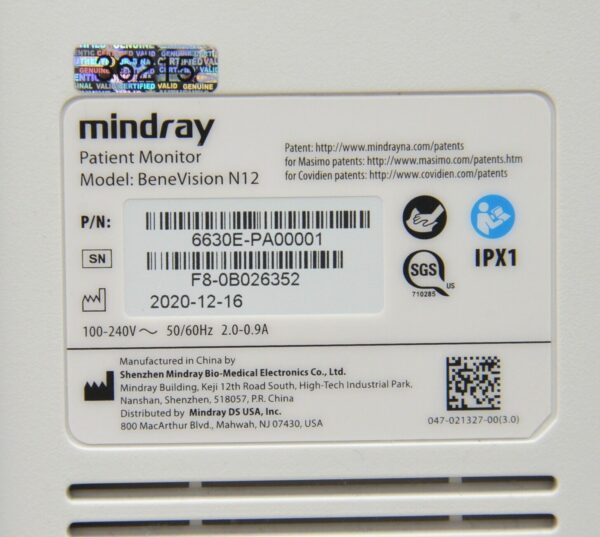 mindray
Patient Monitor
Model: BeneVision N12
Patent: http://www.mindrayna.com/patents
for Masimo patents: http://www.masimo.com/patents.htm
for Covidien patents: http://www.covidien.com/patents
P/N:
6630E-PA00001
SN
F8-0B026352
2020-12-16
IPX1
SGS
US
710285
100-240V ~ 50/60Hz 2.0-0.9A
Manufactured in China by
Shenzhen Mindray Bio-Medical Electronics Co., Ltd.
Mindray Building, Keji 12th Road South, High-Tech Industrial Park,
Nanshan, Shenzhen, 518057, P.R. China
Distributed by Mindray DS USA, Inc.
800 MacArthur Blvd., Mahwah, NJ 07430, USA
047-021327-00(3.0)